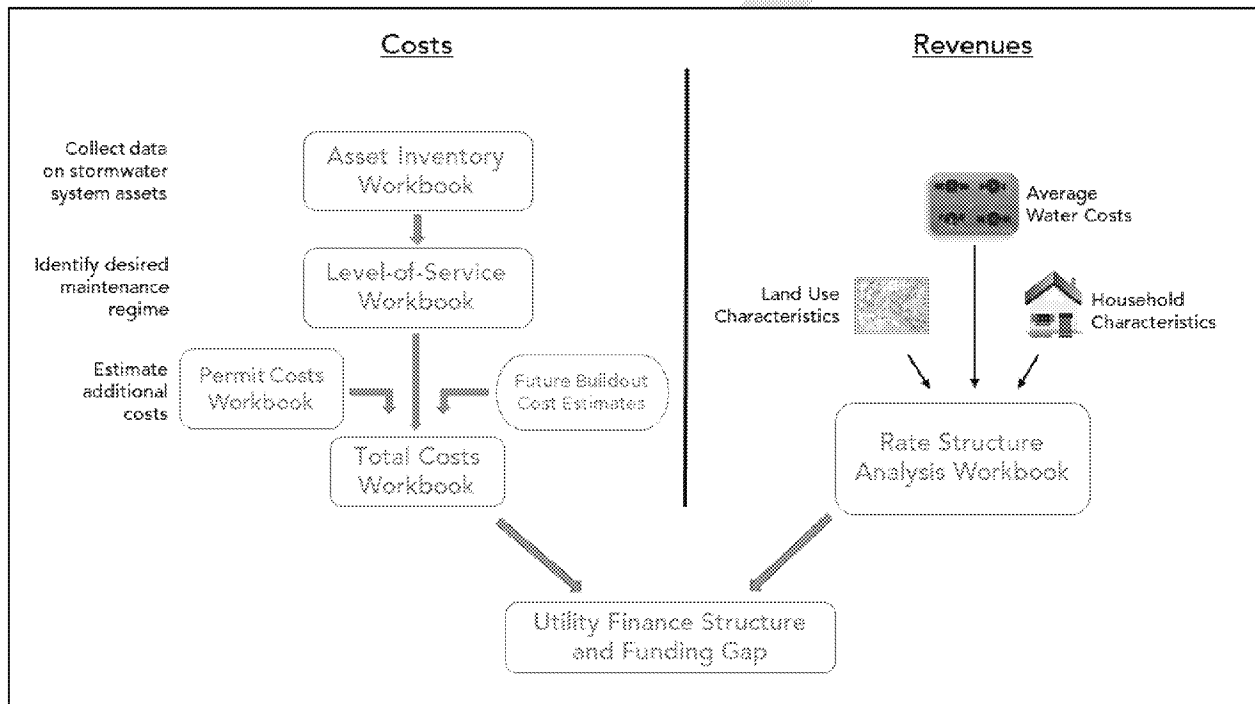 Costs
Collect data
on stormwater
system assets
Asset Inventory
Workbook
Identify desired
maintenance
regime
Level-of-Service
Workbook
Estimate
additional
costs
Permit Costs
Workbook
Future Buildout
Cost Estimates
Total Costs
Workbook
Revenues
Average
Water Costs
Land Use
Characteristics
Household
Characteristics
Rate Structure
Analysis Workbook
Utility Finance Structure
and Funding Gap